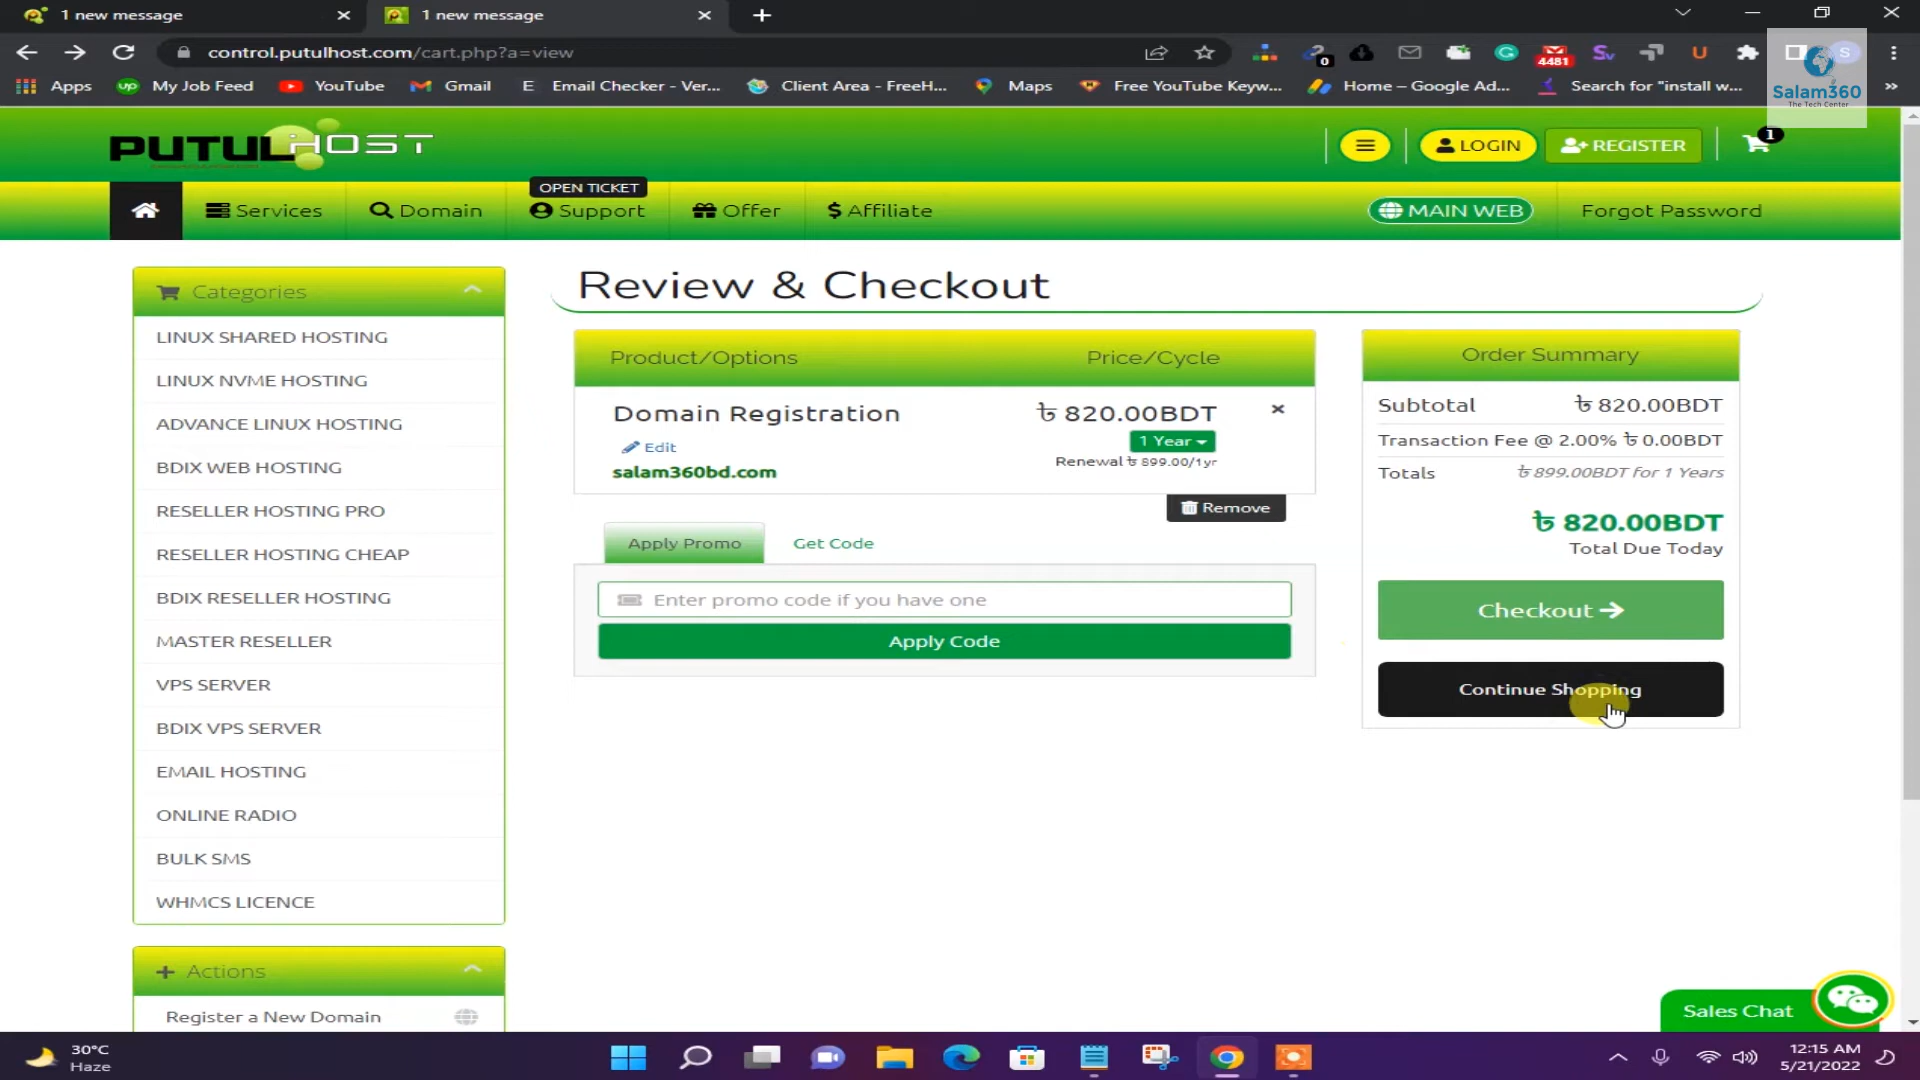 1 new message
1 new message
control.putulhost.com/cart.php?a=view
0
4481
S
Apps
My Job Feed
YouTube
Gmail
Email Checker - Ver...
Client Area - FreeH...
Maps
Free YouTube Keyw...
Home – Google Ad...
Search for "install w...
»
Salam360
The Tech Center
PUTULHOST
LOGIN
REGISTER
1
OPEN TICKET
Services
Domain
Support
Offer
$ Affiliate
MAIN WEB
Forgot Password
Categories
LINUX SHARED HOSTING
LINUX NVME HOSTING
ADVANCE LINUX HOSTING
BDIX WEB HOSTING
RESELLER HOSTING PRO
RESELLER HOSTING CHEAP
BDIX RESELLER HOSTING
MASTER RESELLER
VPS SERVER
BDIX VPS SERVER
EMAIL HOSTING
ONLINE RADIO
BULK SMS
WHMCS LICENCE
Actions
Register a New Domain
Review & Checkout
Product/Options
Price/Cycle
Domain Registration
৳ 820.00BDT
Edit
1 Year
salam360bd.com
Renewal ৳ 899.00/1yr
Remove
Apply Promo
Get Code
Enter promo code if you have one
Apply Code
Order Summary
Subtotal ৳ 820.00BDT
Transaction Fee @ 2.00% ৳ 0.00BDT
Totals ৳ 899.00BDT for 1 Years
৳ 820.00BDT
Total Due Today
Checkout
Continue Shopping
Sales Chat
30°C
Haze
12:15 AM
5/21/2022